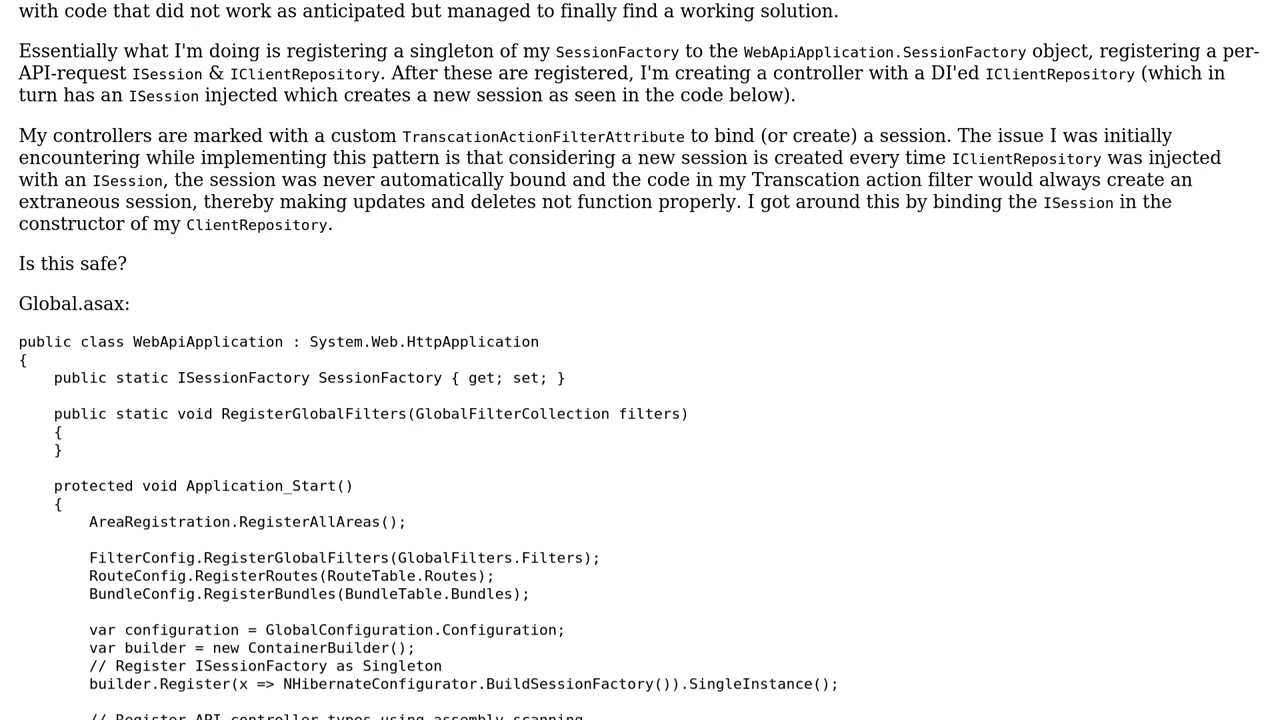 with code that did not work as anticipated but managed to finally find a working solution.
Essentially what I'm doing is registering a singleton of my SessionFactory to the WebApiApplication.SessionFactory object, registering a per-
API-request ISession & IClientRepository. After these are registered, I'm creating a controller with a DI'ed IClientRepository (which in
turn has an ISession injected which creates a new session as seen in the code below).
My controllers are marked with a custom TranscationActionFilterAttribute to bind (or create) a session. The issue I was initially
encountering while implementing this pattern is that considering a new session is created every time IClientRepository was injected
with an ISession, the session was never automatically bound and the code in my Transcation action filter would always create an
extraneous session, thereby making updates and deletes not function properly. I got around this by binding the ISession in the
constructor of my ClientRepository.
Is this safe?
Global.asax:
public class WebApiApplication : System.Web.HttpApplication
{
    public static ISessionFactory SessionFactory { get; set; }
    public static void RegisterGlobalFilters(GlobalFilterCollection filters)
    {
    }
    protected void Application_Start()
    {
        AreaRegistration.RegisterAllAreas();
        FilterConfig.RegisterGlobalFilters(GlobalFilters.Filters);
        RouteConfig.RegisterRoutes(RouteTable.Routes);
        BundleConfig.RegisterBundles(BundleTable.Bundles);
        var configuration = GlobalConfiguration.Configuration;
        var builder = new ContainerBuilder();
        // Register ISessionFactory as Singleton
        builder.Register(x => NHibernateConfigurator.BuildSessionFactory()).SingleInstance();
        // Register API controller types using assembly scanning